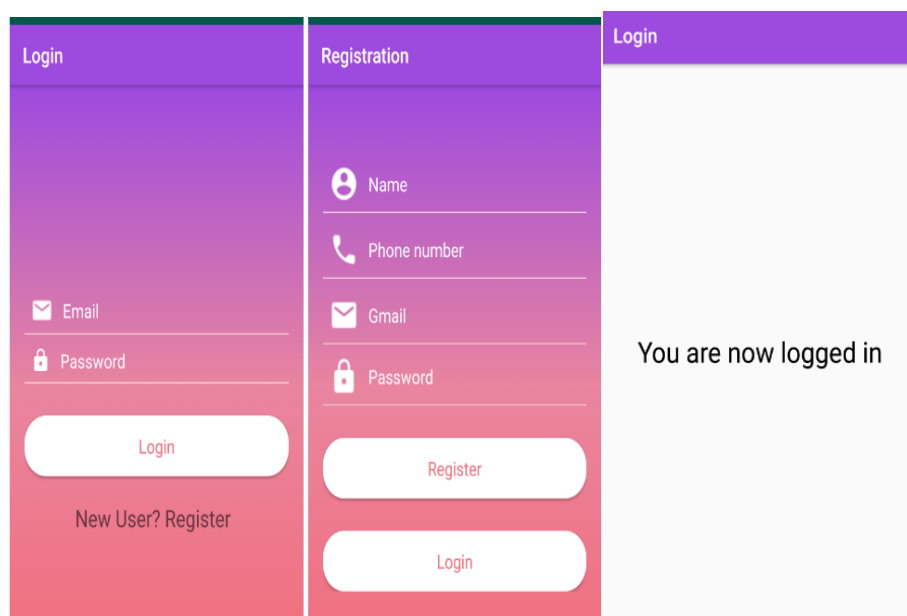 Login
Email
Password
Login
New User? Register
Registration
Name
Phone number
Gmail
Password
Register
Login
Login
You are now logged in